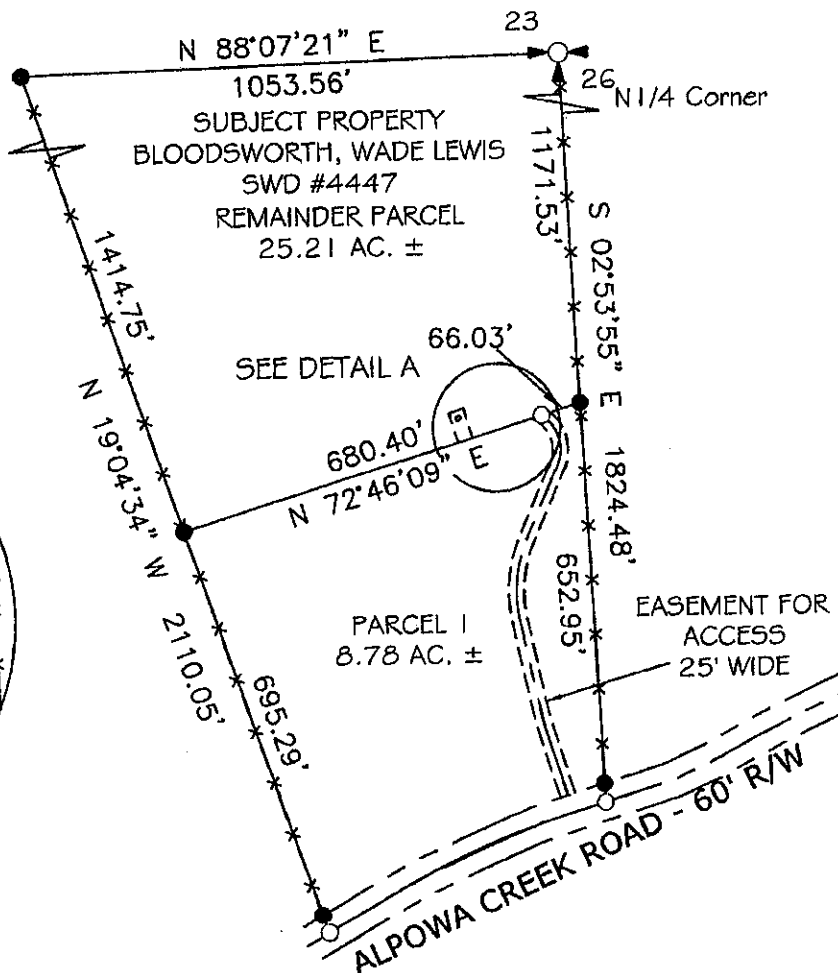 23
N 88°07'21" E
1053.56'
26
N1/4 Corner
SUBJECT PROPERTY
BLOODSWORTH, WADE LEWIS
SWD #4447
REMAINDER PARCEL
25.21 AC. ±
1171.53'
S 02°53'55" E
1824.48'
1414.75'
N 19°04'34" W
2110.05'
66.03'
SEE DETAIL A
680.40'
N 72°46'09" E
652.95'
PARCEL 1
8.78 AC. ±
EASEMENT FOR
ACCESS
25' WIDE
695.29'
ALPOWA CREEK ROAD - 60' R/W